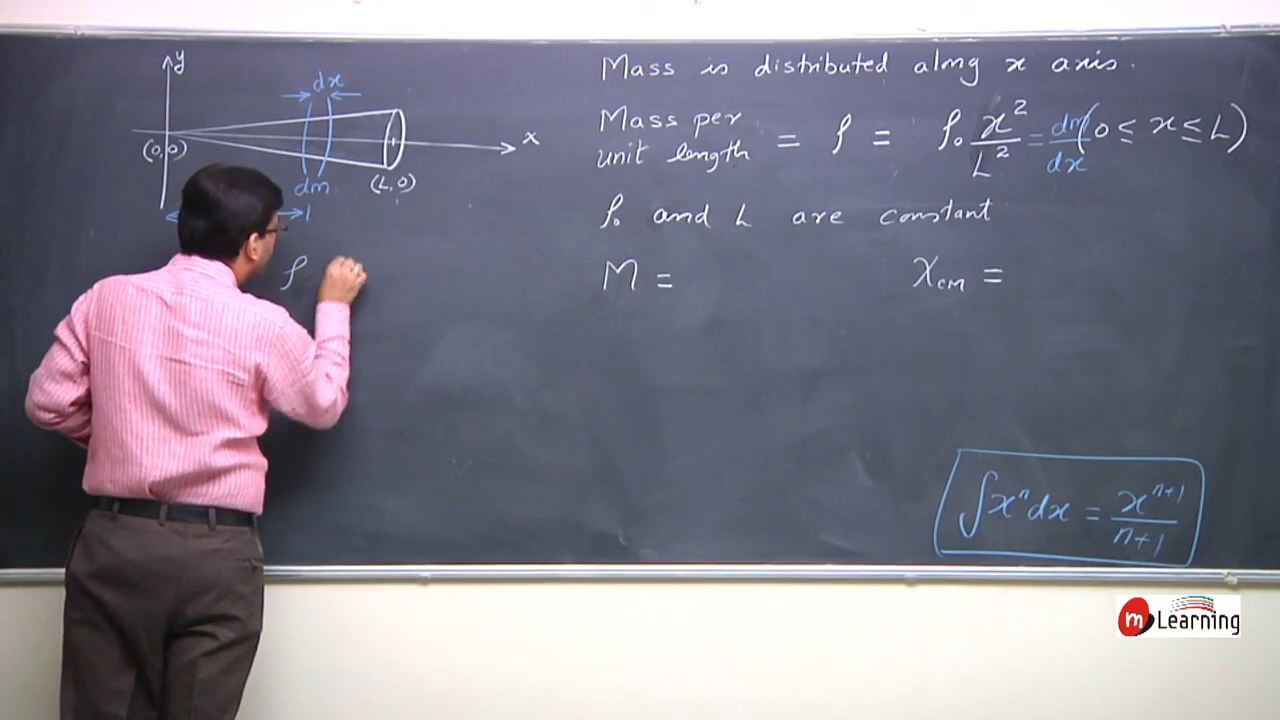 y
dx
x
(0,0)
dm
(L,0)
ρ
Mass is distributed along x axis.
Mass per unit length = ρ = ρ₀ x²/L² = dm/dx (0 ≤ x ≤ L)
ρ₀ and L are constant
M =
X_CM =
∫xⁿdx = xⁿ⁺¹/n+1
m Learning